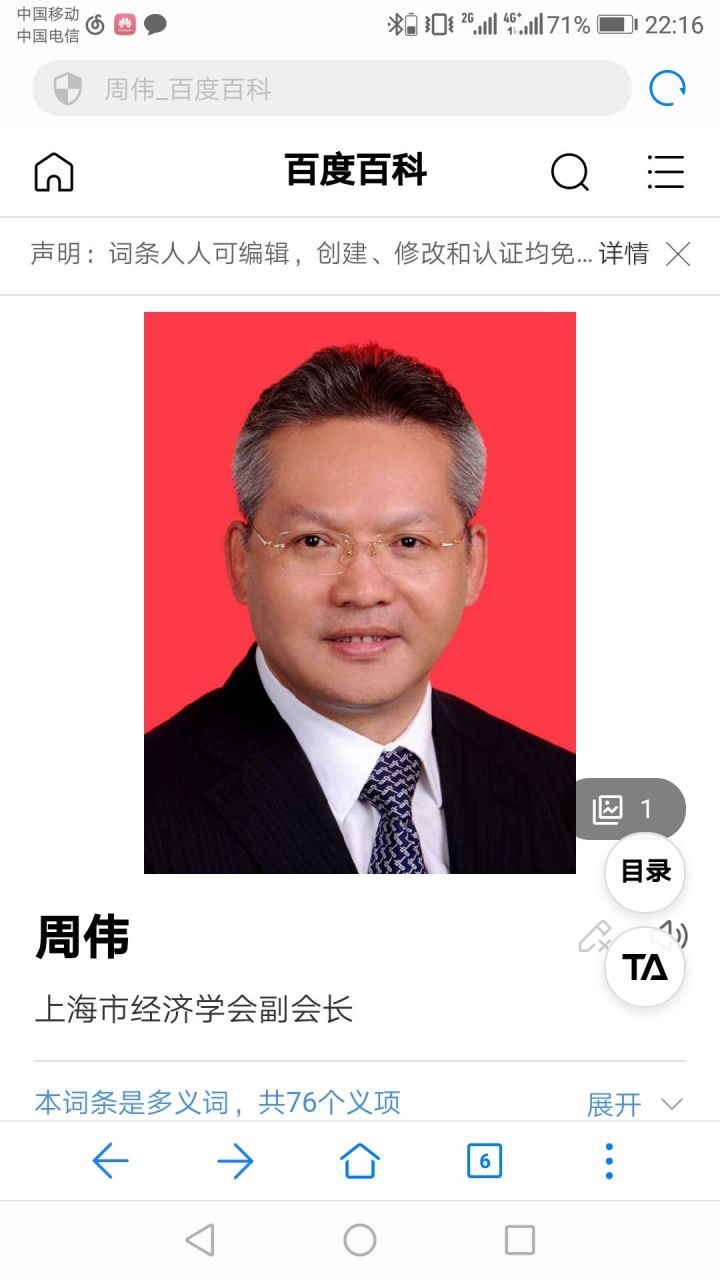 中国移动
中国电信
2G 4G+ 71% 22:16
周伟_百度百科
百度百科
声明：词条人人可编辑，创建、修改和认证均免... 详情
1
目录
周伟
TA
上海市经济学会副会长
本词条是多义词，共76个义项 展开
6